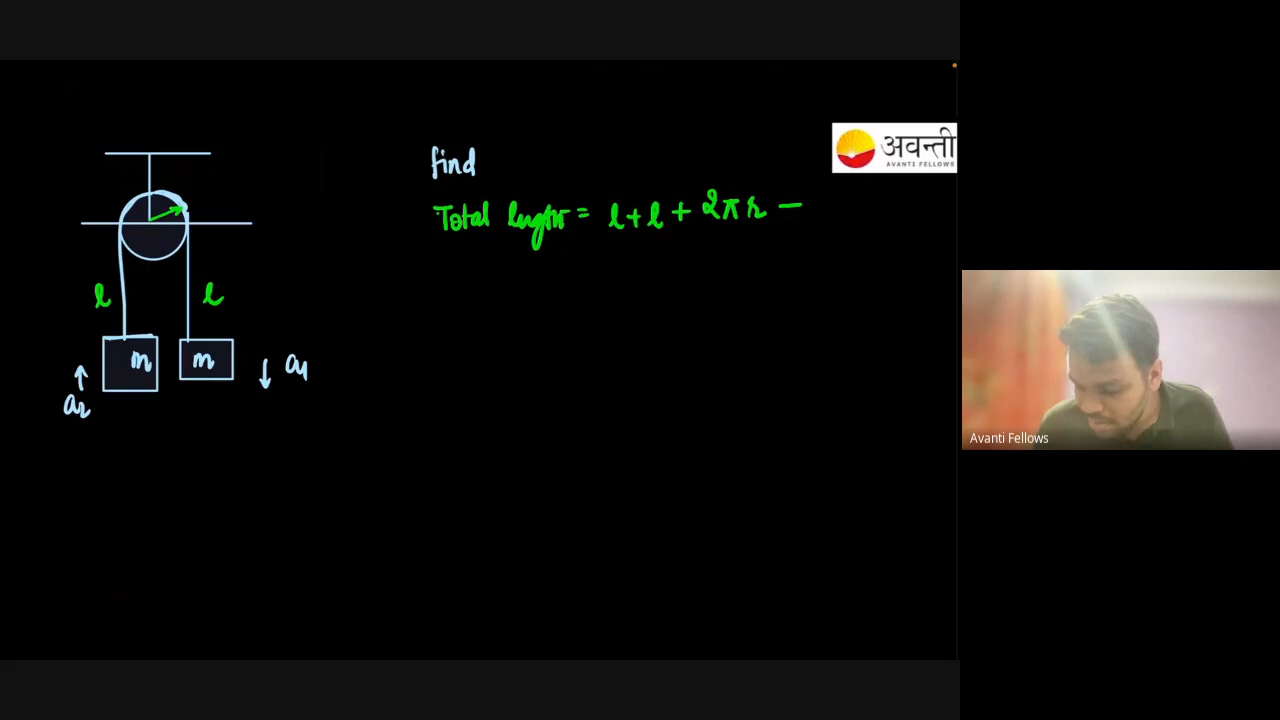 find
Total length = l + l + 2πr —
l
l
m
m
a₂
a₁
अवन्ती
AVANTI FELLOWS
Avanti Fellows